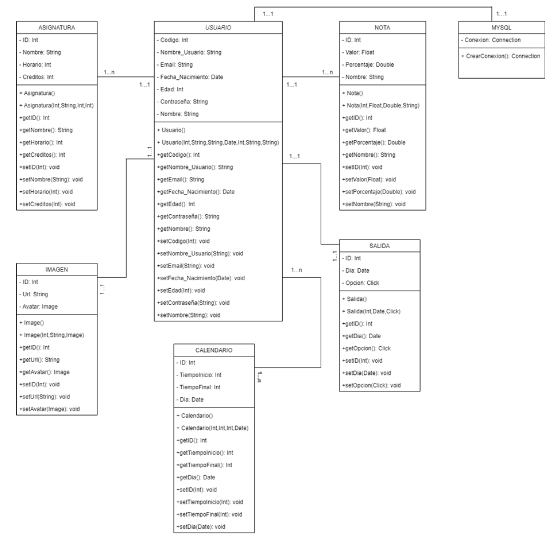 ASIGNATURA
- ID: Int
- Nombre: String
- Horario: Int
- Creditos: Int
+ Asignatura()
+ Asignatura(Int,String,Int,Int)
+getID(): Int
+getNombre(): String
+getHorario(): Int
+getCreditos(): Int
+setID(Int): void
+setNombre(String): void
+setHorario(Int): void
+setCreditos(Int): void
1...n
1...1
USUARIO
- Codigo: Int
- Nombre_Usuario: String
- Email: String
- Fecha_Nacimiento: Date
- Edad: Int
- Contraseña: String
- Nombre: String
+ Usuario()
+ Usuario(Int,String,String,Date,Int,String,String)
+getCodigo(): Int
+getNombre_Usuario(): String
+getEmail(): String
+getFecha_Nacimiento(): Date
+getEdad(): Int
+getContraseña(): String
+getNombre(): String
+setCodigo(Int): void
+setNombre_Usuario(String): void
+setEmail(String): void
+setFecha_Nacimiento(Date): void
+setEdad(Int): void
+setContraseña(String): void
+setNombre(String): void
1...1
1...1
1...n
1...1
NOTA
- ID: Int
- Valor: Float
- Porcentaje: Double
- Nombre: String
+ Nota()
+ Nota(Int,Float,Double,String)
+getID(): Int
+getValor(): Float
+getPorcentaje(): Double
+getNombre(): String
+setID(Int): void
+setValor(Float): void
+setPorcentaje(Double): void
+setNombre(String): void
MYSQL
- Conexion: Connection
+ CrearConexion(): Connection
1...1
1...1
1...1
1...1
IMAGEN
- ID: Int
- Url: String
- Avatar: Image
+ Image()
+ Image(Int,String,Image)
+getID(): Int
+getUrl(): String
+getAvatar(): Image
+setID(Int): void
+setUrl(String): void
+setAvatar(Image): void
1...1
SALIDA
- ID: Int
- Dia: Date
- Opcion: Click
+ Salida()
+ Salida(Int,Date,Click)
+getID(): Int
+getDia(): Date
+getOpcion(): Click
+setID(Int): void
+setDia(Date): void
+setOpcion(Click): void
1...n
CALENDARIO
- ID: Int
- TiempoInicio: Int
- TiempoFinal: Int
- Dia: Date
+ Calendario()
+ Calendario(Int,Int,Int,Date)
+getID(): Int
+getTiempoInicio(): Int
+getTiempoFinal(): Int
+getDia(): Date
+setID(Int): void
+setTiempoInicio(Int): void
+setTiempoFinal(Int): void
+setDia(Date): void